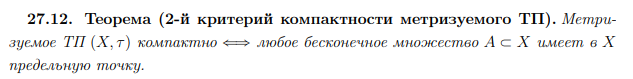 27.12. Теорема (2-й критерий компактности метризуемого ТП). Метри-
зуемое ТП (X, τ) компактно ⟺ любое бесконечное множество A ⊂ X имеет в X
предельную точку.